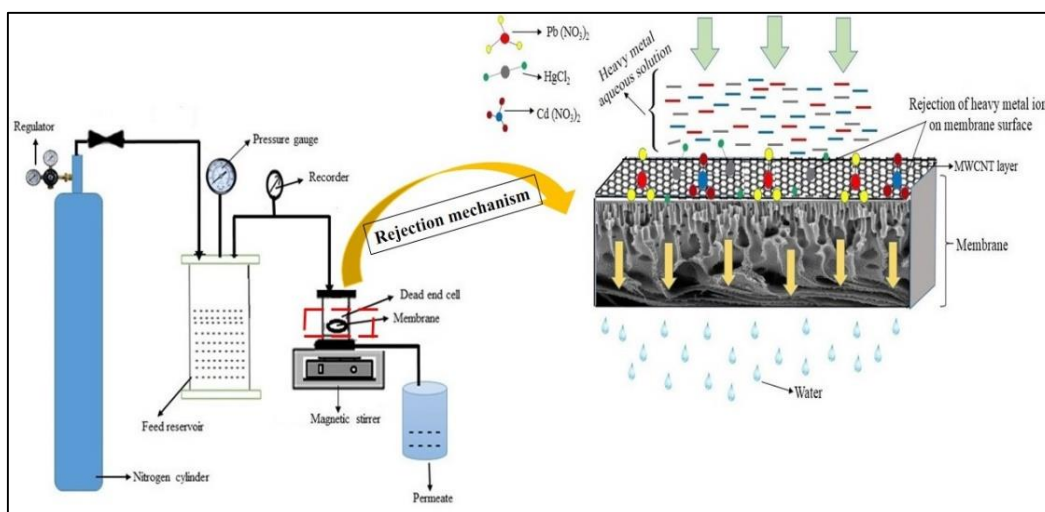 Regulator
Pressure gauge
Recorder
Dead end cell
Membrane
Magnetic stirrer
Feed reservoir
Nitrogen cylinder
Permeate
Rejection mechanism
Pb (NO₃)₂
HgCl₂
Cd (NO₃)₂
Heavy metal
aqueous solution
Rejection of heavy metal ion
on membrane surface
MWCNT layer
Membrane
Water